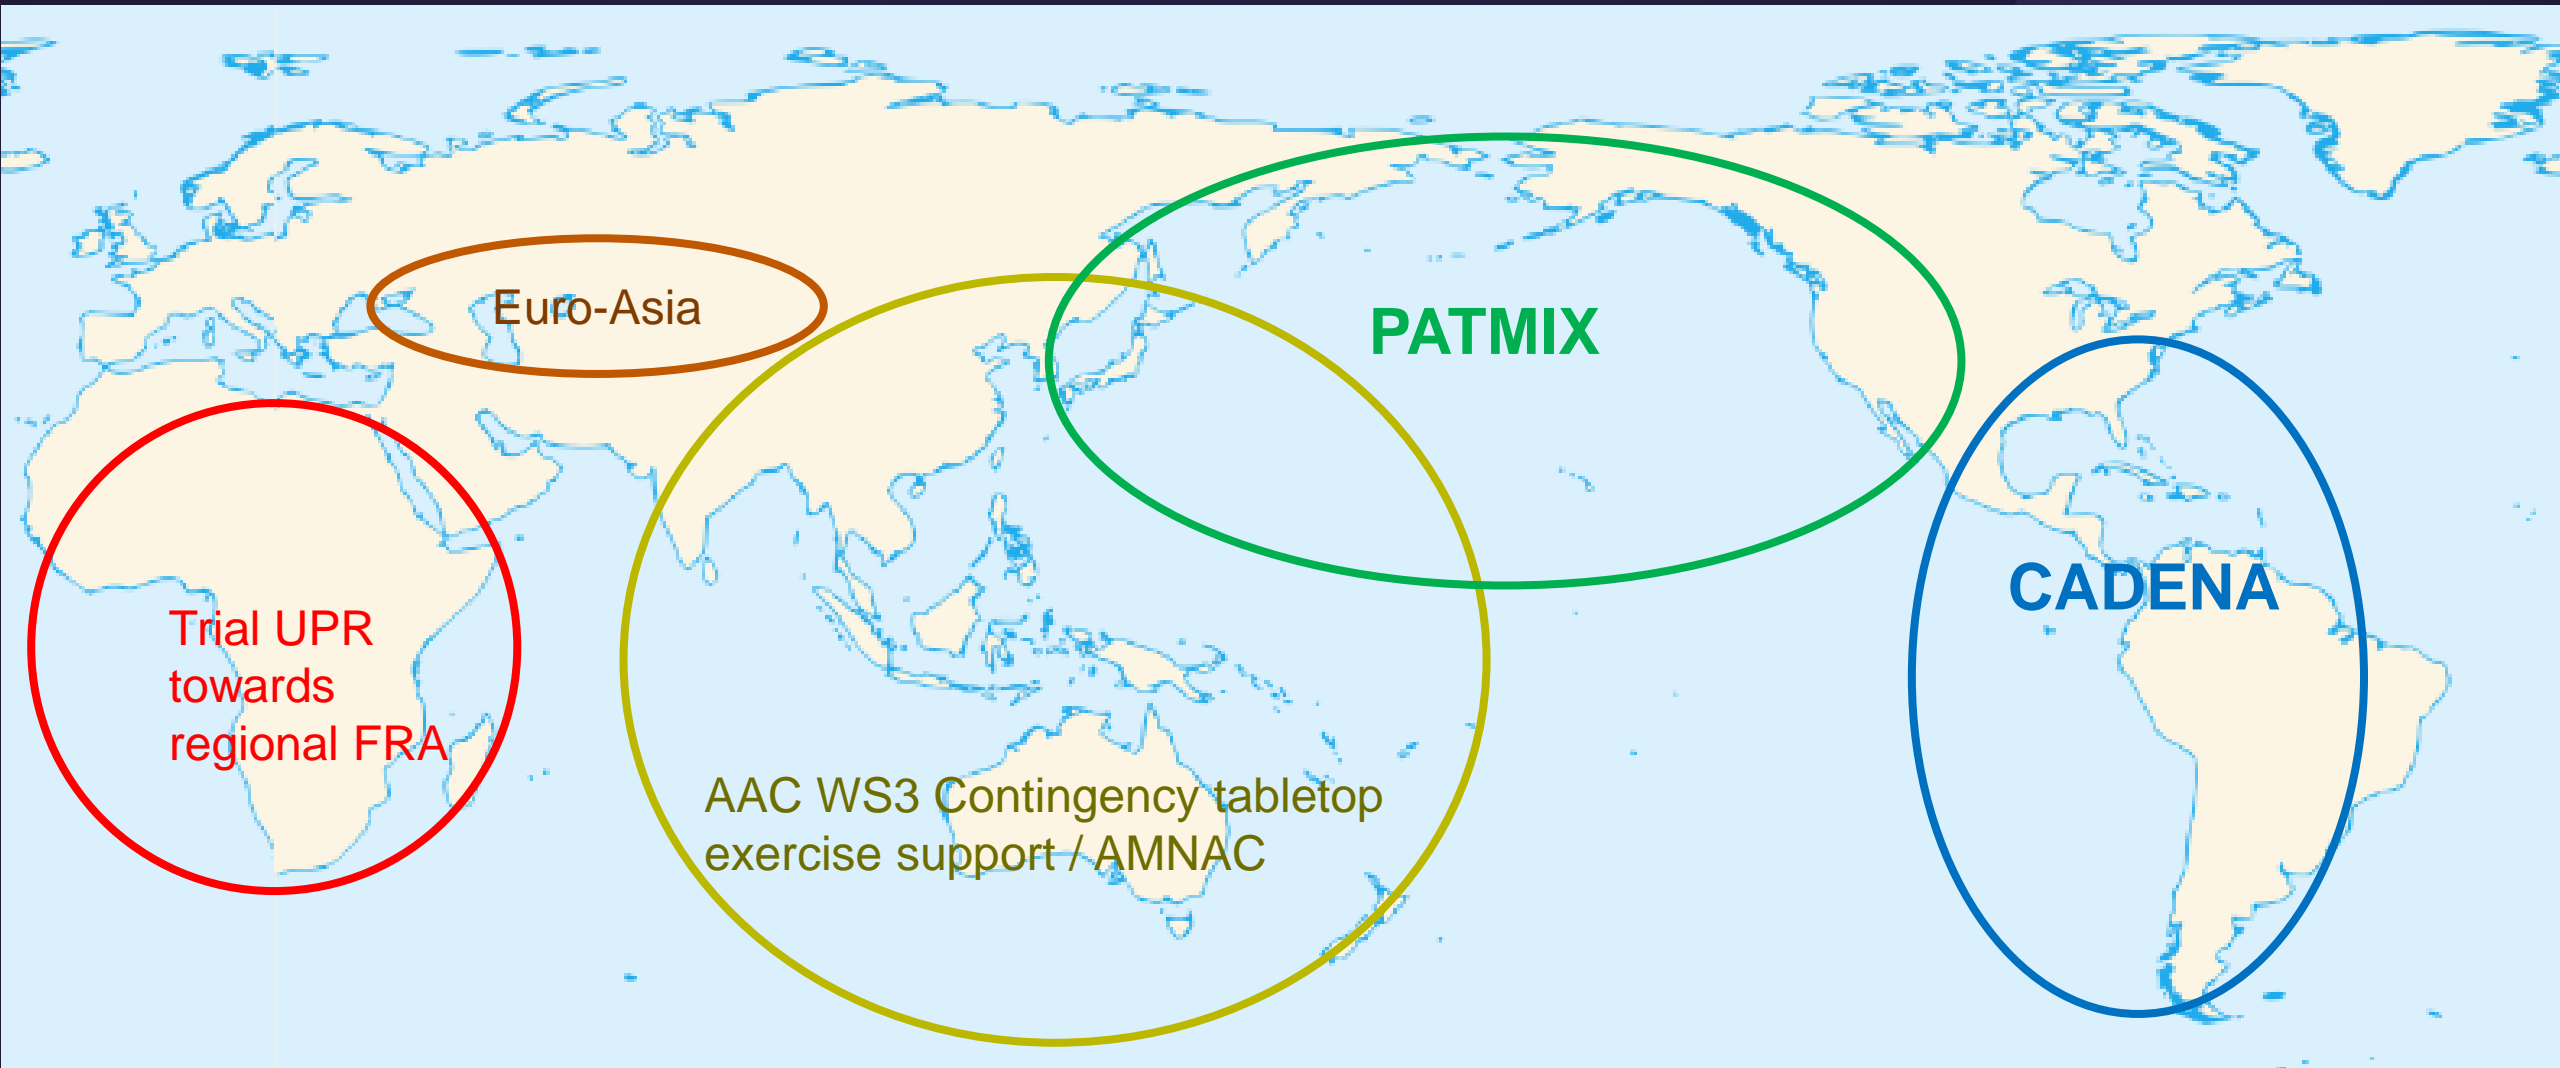 Euro-Asia
PATMIX
CADENA
Trial UPR
towards
regional FRA
AAC WS3 Contingency tabletop
exercise support / AMNAC